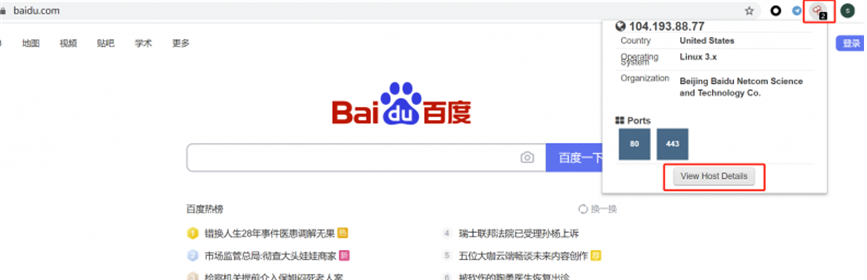 baidu.com
2
S
地图 视频 贴吧 学术 更多
登录
104.193.88.77
Country United States
Operating System Linux 3.x
Organization Beijing Baidu Netcom Science and Technology Co.
Ports
80 443
View Host Details
Bai du 百度
百度一下
百度热榜 换一换
1 错换人生28年事件医患调解无果 热
4 瑞士联邦法院已受理孙杨上诉
2 市场监管总局:彻查大头娃娃商家 新
5 五位大咖云端畅谈未来内容创作 荐